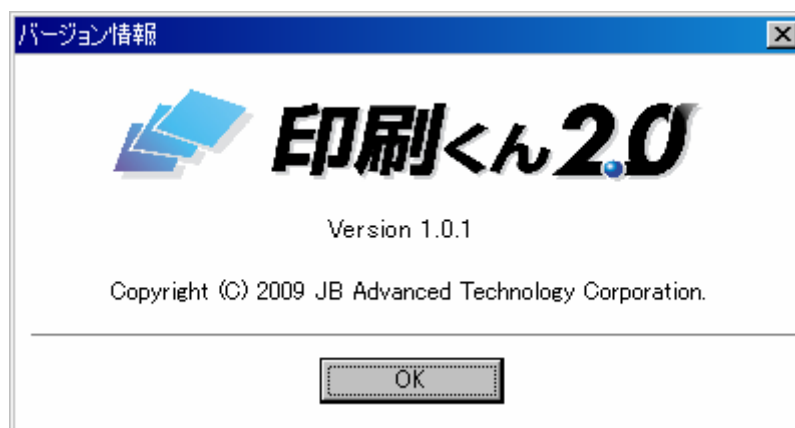 バージョン情報
印刷くん2.0
Version 1.0.1
Copyright (C) 2009 JB Advanced Technology Corporation.
OK